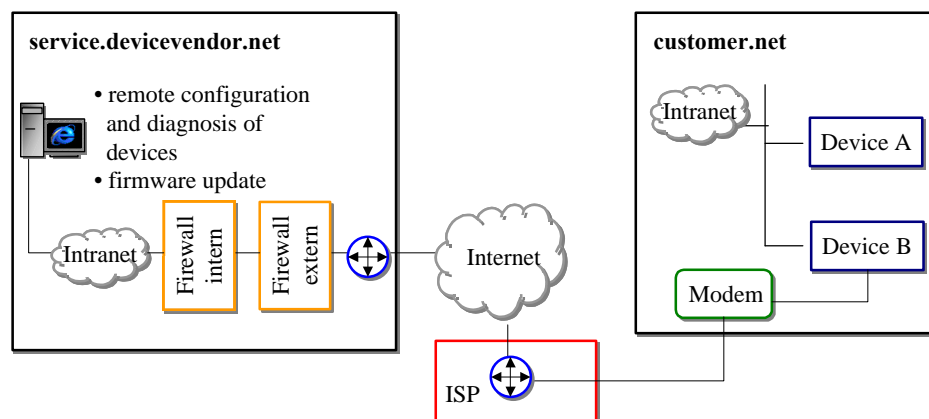 service.devicevendor.net
• remote configuration
and diagnosis of
devices
• firmware update
Intranet
Firewall
intern
Firewall
extern
Internet
ISP
customer.net
Intranet
Device A
Device B
Modem